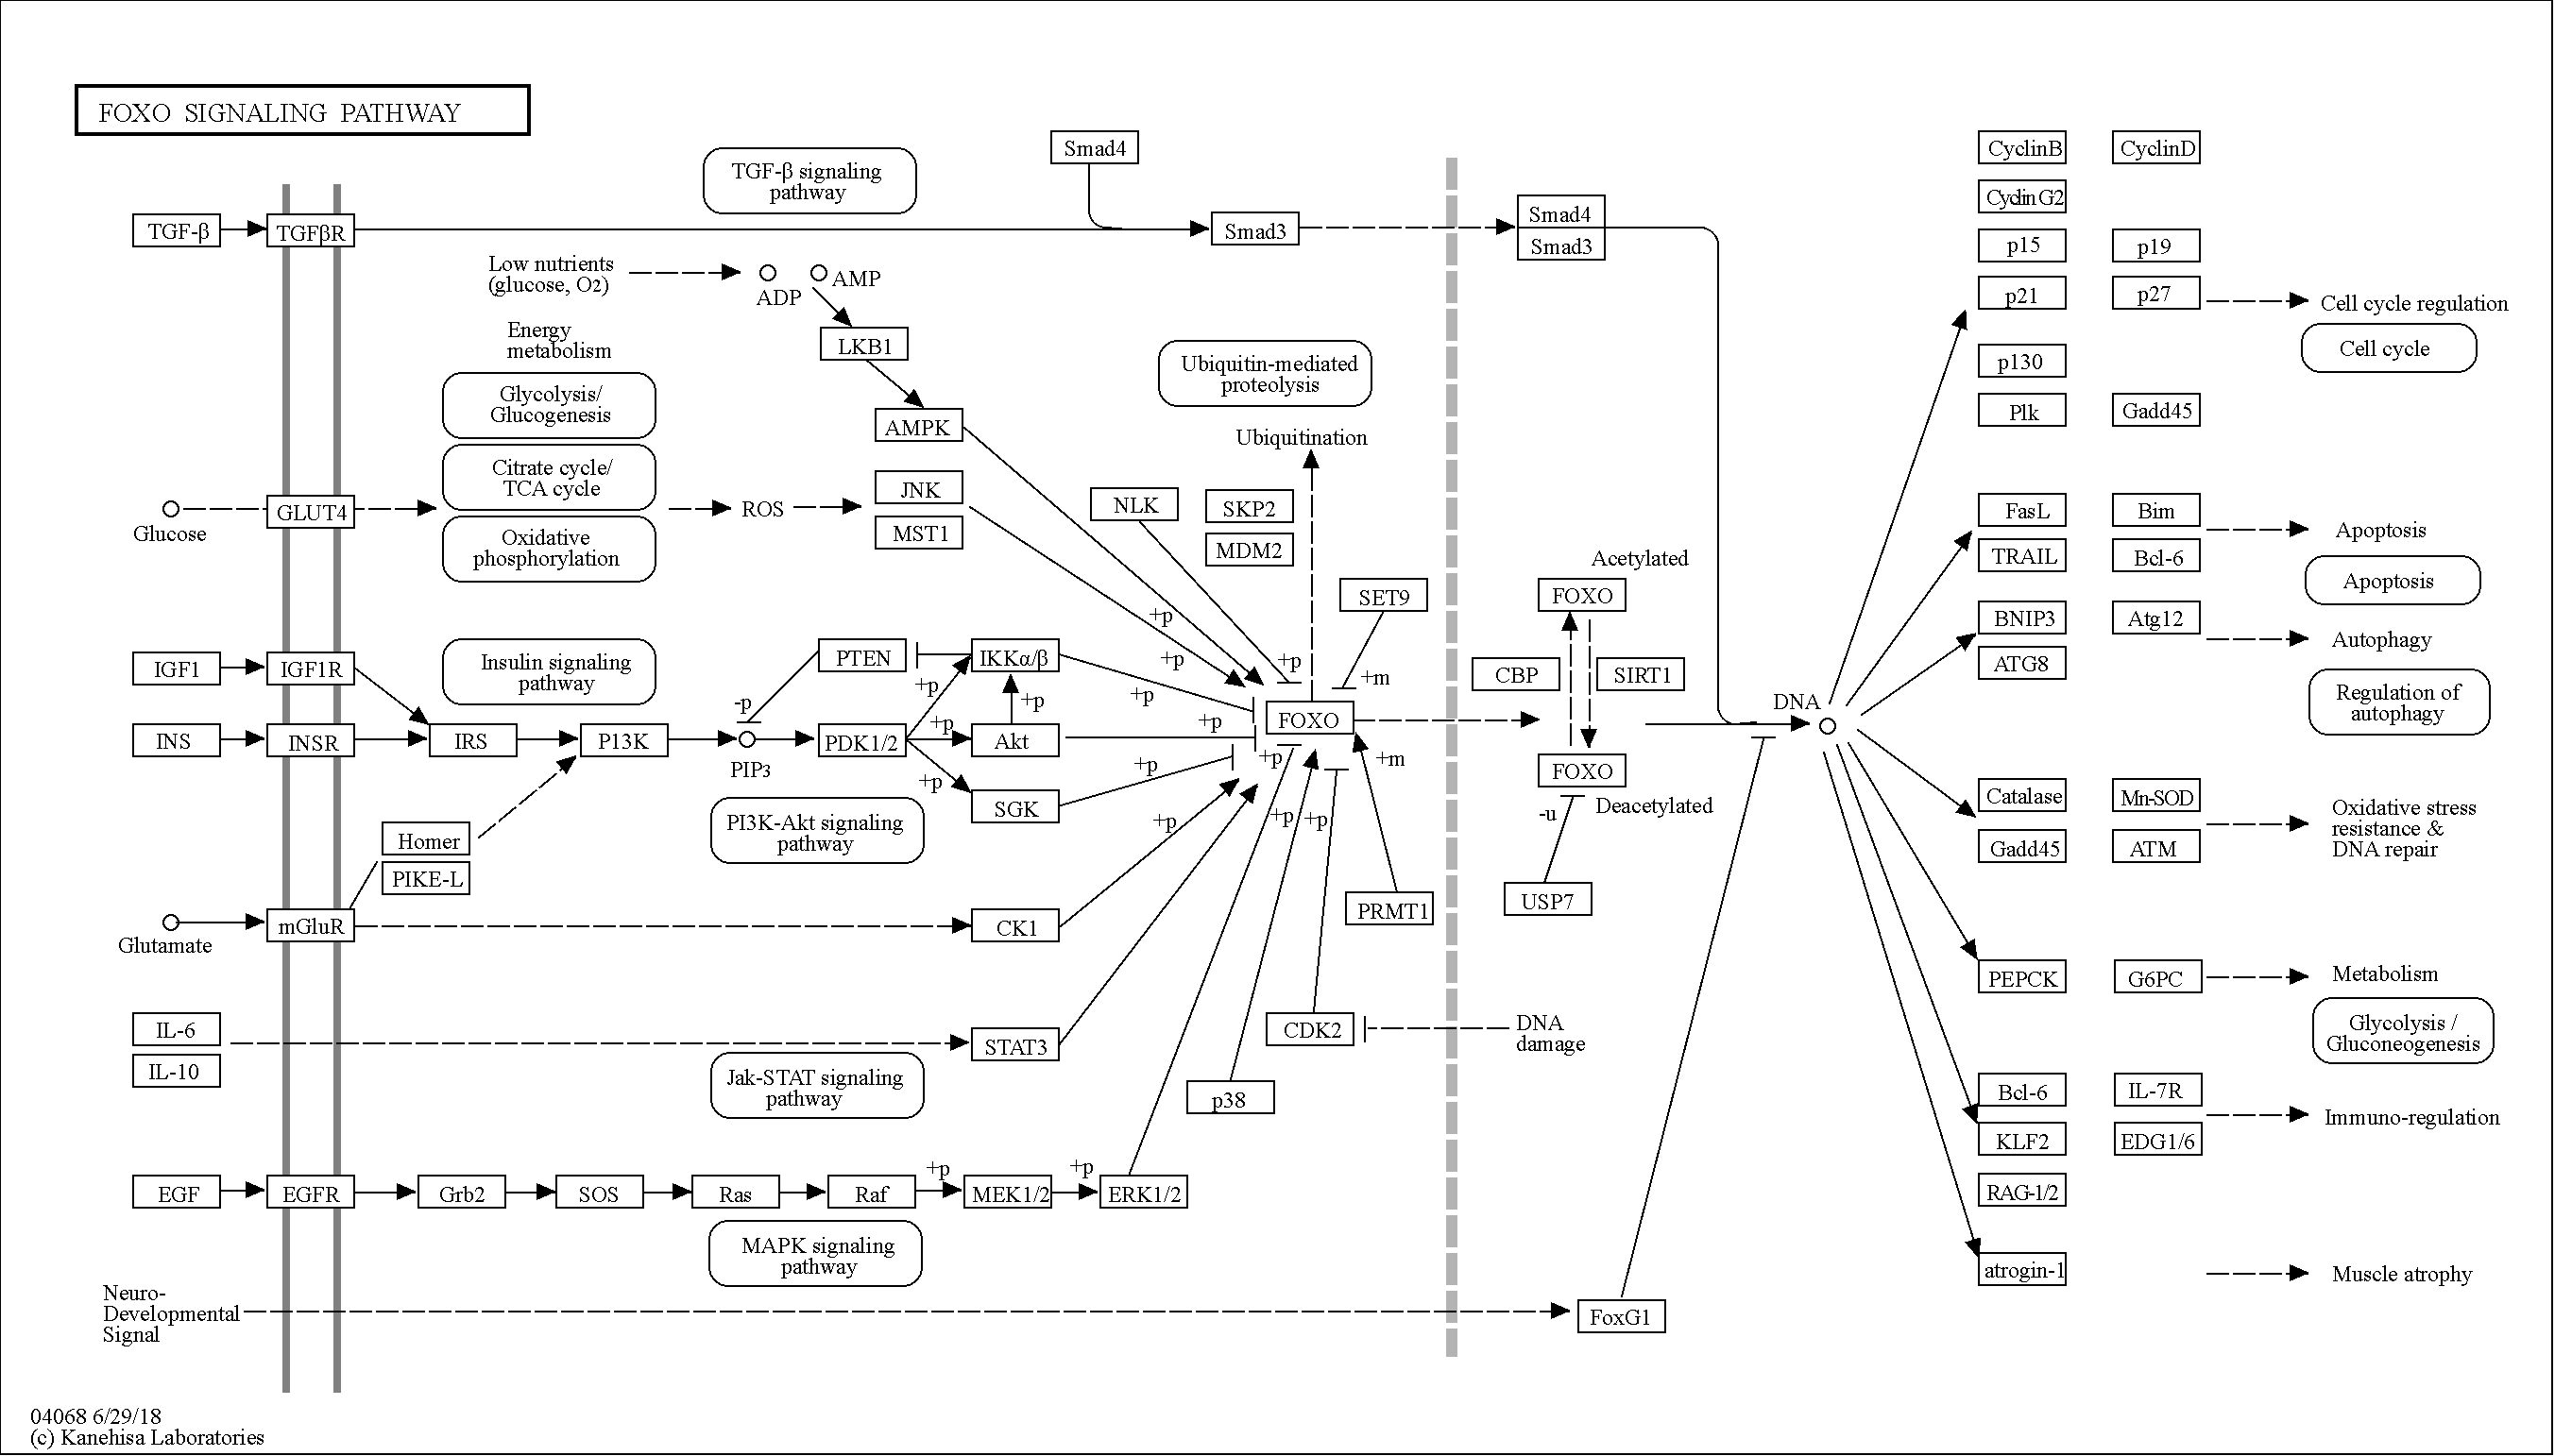 FOXO SIGNALING PATHWAY
TGF-β signaling
pathway
Smad4
TGF-β
TGFβR
Smad3
Smad4
Smad3
Low nutrients
(glucose, O2)
ADP
AMP
LKB1
AMPK
Energy
metabolism
Glycolysis/
Glucogenesis
Citrate cycle/
TCA cycle
Oxidative
phosphorylation
Glucose
GLUT4
ROS
JNK
MST1
NLK
SKP2
MDM2
Ubiquitin-mediated
proteolysis
Ubiquitination
SET9
+p
+p
+p
+m
IGF1
IGF1R
Insulin signaling
pathway
PTEN
IKKα/β
-p
+p
+p
+p
+p
+p
INS
INSR
IRS
P13K
PIP3
PDK1/2
Akt
FOXO
+p
+p
+p
+m
SGK
PI3K-Akt signaling
pathway
+p
+p
+p
Homer
PIKE-L
Glutamate
mGluR
CK1
PRMT1
IL-6
IL-10
STAT3
Jak-STAT signaling
pathway
p38
CDK2
DNA
damage
EGF
EGFR
Grb2
SOS
Ras
Raf
+p
MEK1/2
+p
ERK1/2
MAPK signaling
pathway
Neuro-
Developmental
Signal
FoxG1
Acetylated
FOXO
CBP
SIRT1
FOXO
Deacetylated
-u
USP7
DNA
CyclinB
CyclinD
CyclinG2
p15
p19
p21
p27
Cell cycle regulation
Cell cycle
p130
Plk
Gadd45
FasL
Bim
TRAIL
Bcl-6
Apoptosis
Apoptosis
BNIP3
Atg12
ATG8
Autophagy
Regulation of
autophagy
Catalase
Mn-SOD
Gadd45
ATM
Oxidative stress
resistance &
DNA repair
PEPCK
G6PC
Metabolism
Glycolysis /
Gluconeogenesis
Bcl-6
IL-7R
KLF2
EDG1/6
Immuno-regulation
RAG-1/2
atrogin-1
Muscle atrophy
04068 6/29/18
(c) Kanehisa Laboratories